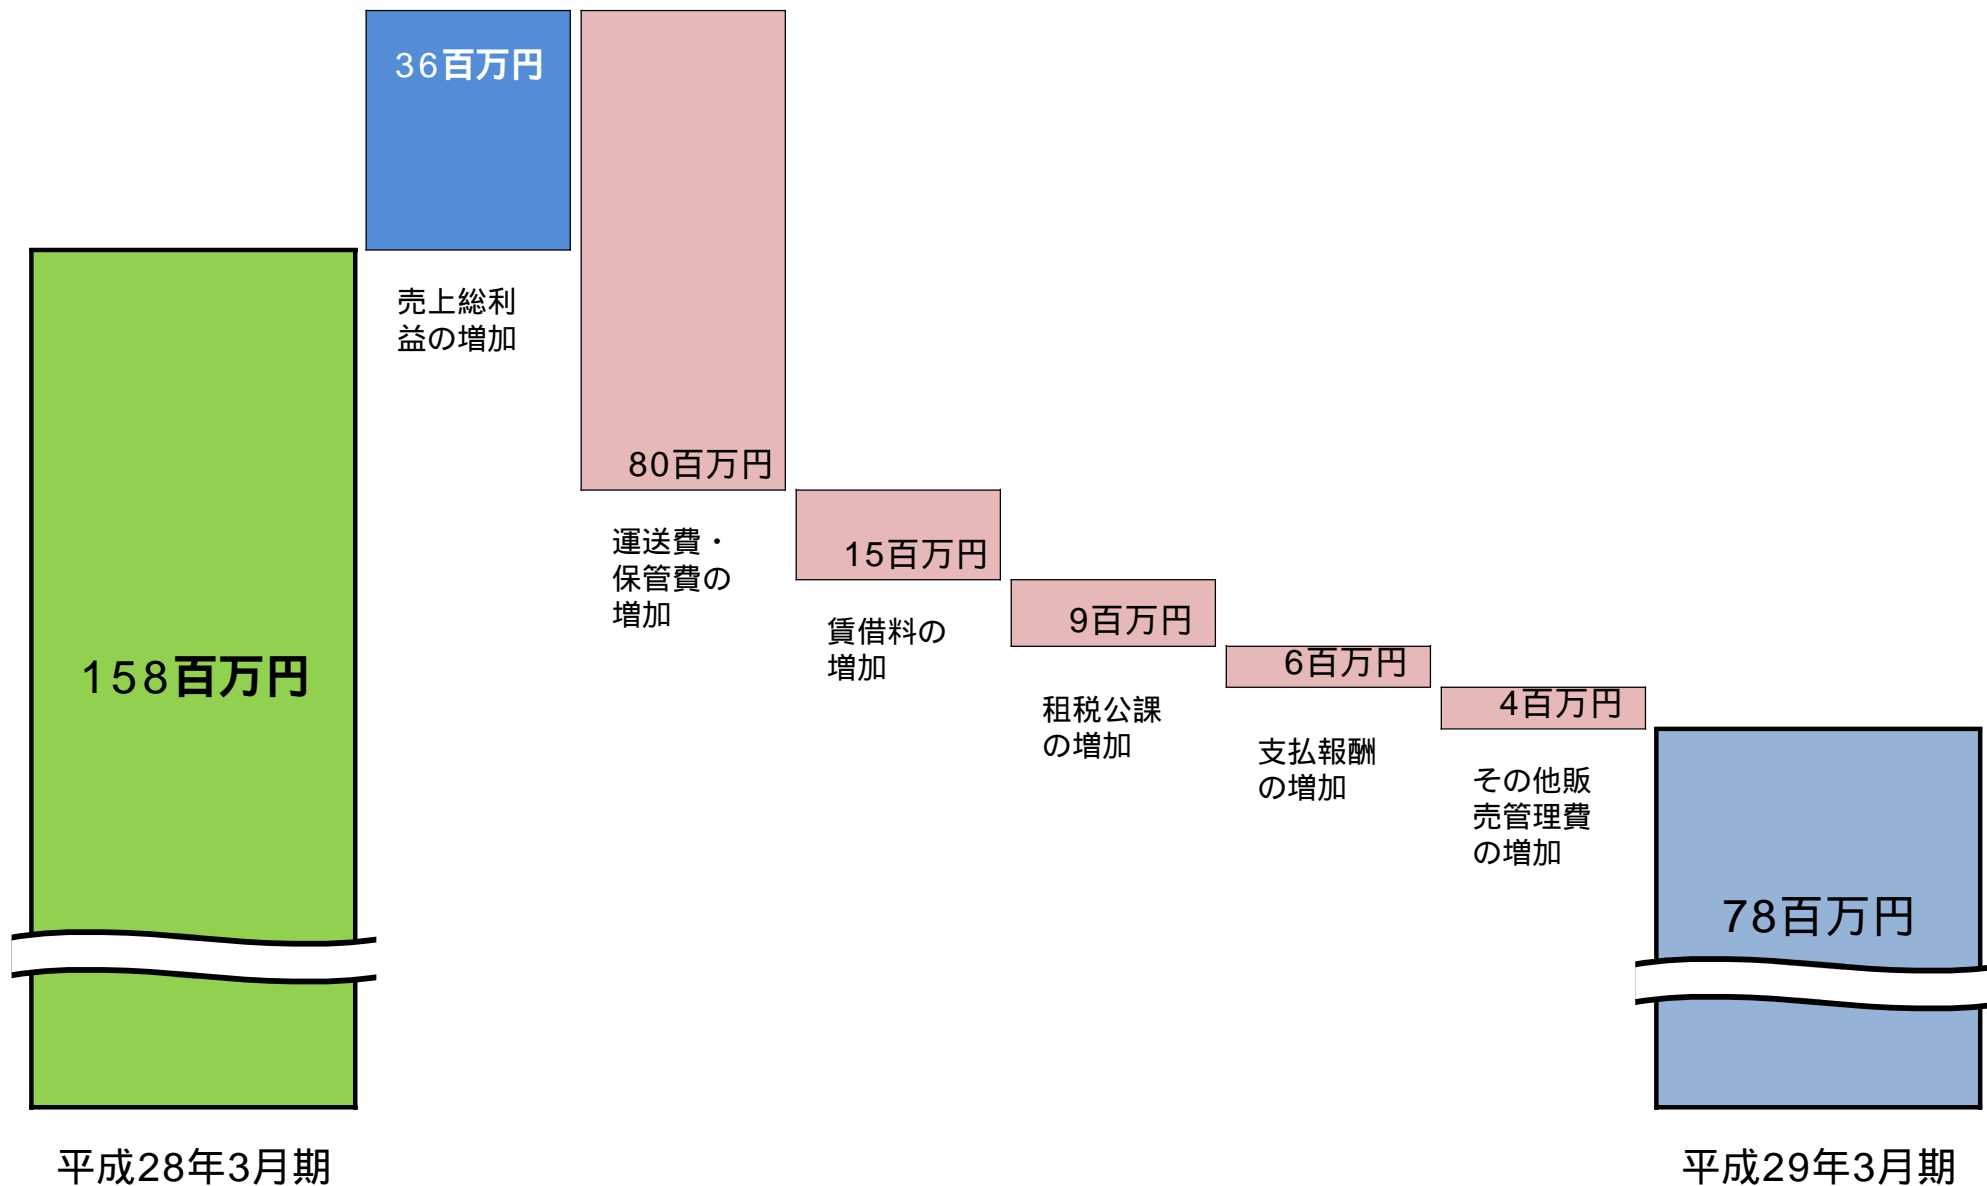 36百万円
売上総利
益の増加
80百万円
運送費・
保管費の
増加
15百万円
賃借料の
増加
9百万円
租税公課
の増加
6百万円
支払報酬
の増加
4百万円
その他販
売管理費
の増加
158百万円
78百万円
平成28年3月期
平成29年3月期